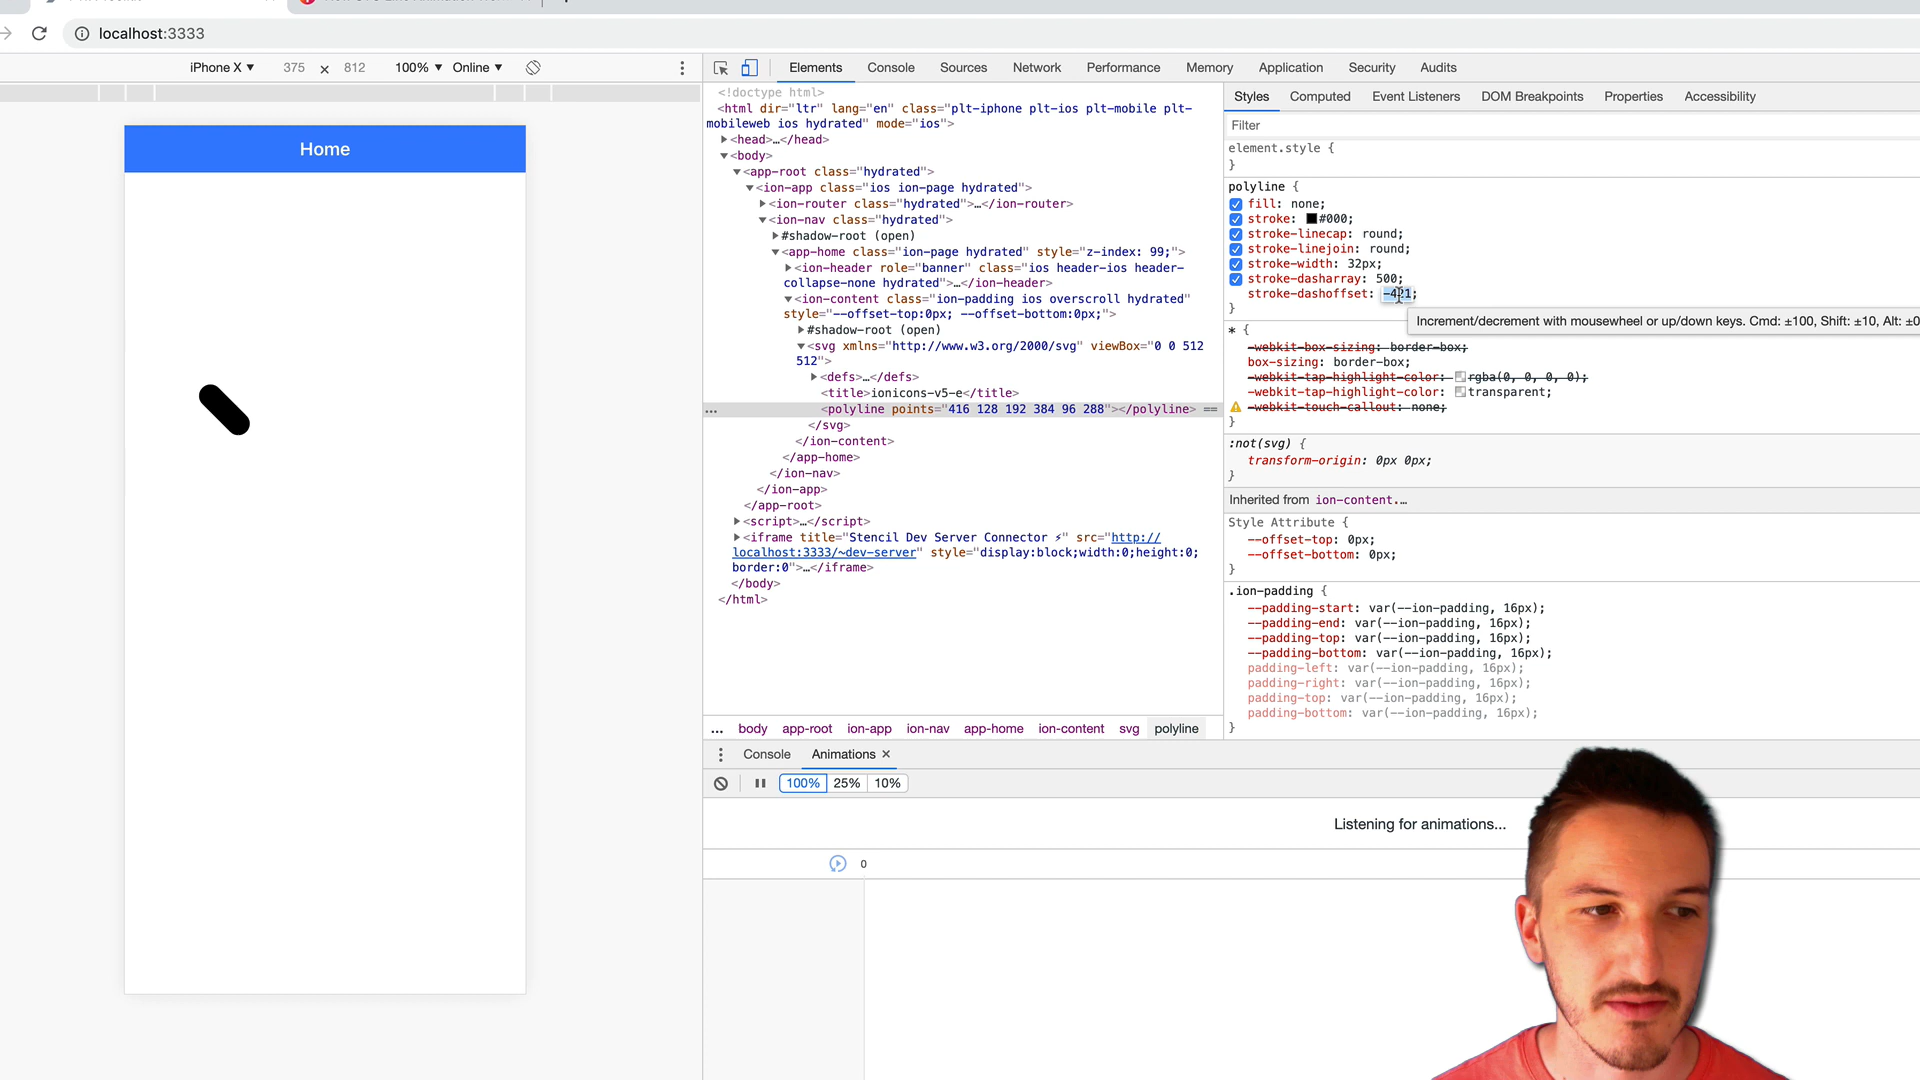 localhost:3333
iPhone X ▼ 375 × 812 100% ▼ Online ▼
Home
Elements Console Sources Network Performance Memory Application Security Audits
<!doctype html>
<html dir="ltr" lang="en" class="plt-iphone plt-ios plt-mobile plt-
mobileweb ios hydrated" mode="ios">
▶<head>…</head>
▼<body>
▼<app-root class="hydrated">
▼<ion-app class="ios ion-page hydrated">
▶<ion-router class="hydrated">…</ion-router>
▼<ion-nav class="hydrated">
▶#shadow-root (open)
▼<app-home class="ion-page hydrated" style="z-index: 99;">
▶<ion-header role="banner" class="ios header-ios header-
collapse-none hydrated">…</ion-header>
▼<ion-content class="ion-padding ios overscroll hydrated"
style="--offset-top:0px; --offset-bottom:0px;">
▶#shadow-root (open)
▼<svg xmlns="http://www.w3.org/2000/svg" viewBox="0 0 512
512">
▶<defs>…</defs>
<title>ionicons-v5-e</title>
… <polyline points="416 128 192 384 96 288"></polyline> ==
</svg>
</ion-content>
</app-home>
</ion-nav>
</ion-app>
</app-root>
▶<script>…</script>
▶<iframe title="Stencil Dev Server Connector ⚡" src="http://
localhost:3333/~dev-server" style="display:block;width:0;height:0;
border:0">…</iframe>
</body>
</html>
… body app-root ion-app ion-nav app-home ion-content svg polyline
Styles Computed Event Listeners DOM Breakpoints Properties Accessibility
Filter
element.style {
}
polyline {
fill: none;
stroke: #000;
stroke-linecap: round;
stroke-linejoin: round;
stroke-width: 32px;
stroke-dasharray: 500;
stroke-dashoffset: -421;
}
Increment/decrement with mousewheel or up/down keys. Cmd: ±100, Shift: ±10, Alt: ±0
* {
-webkit-box-sizing: border-box;
box-sizing: border-box;
-webkit-tap-highlight-color: rgba(0, 0, 0, 0);
-webkit-tap-highlight-color: transparent;
-webkit-touch-callout: none;
}
:not(svg) {
transform-origin: 0px 0px;
}
Inherited from ion-content.…
Style Attribute {
--offset-top: 0px;
--offset-bottom: 0px;
}
.ion-padding {
--padding-start: var(--ion-padding, 16px);
--padding-end: var(--ion-padding, 16px);
--padding-top: var(--ion-padding, 16px);
--padding-bottom: var(--ion-padding, 16px);
padding-left: var(--ion-padding, 16px);
padding-right: var(--ion-padding, 16px);
padding-top: var(--ion-padding, 16px);
padding-bottom: var(--ion-padding, 16px);
}
Console Animations ×
100% 25% 10%
Listening for animations...
0